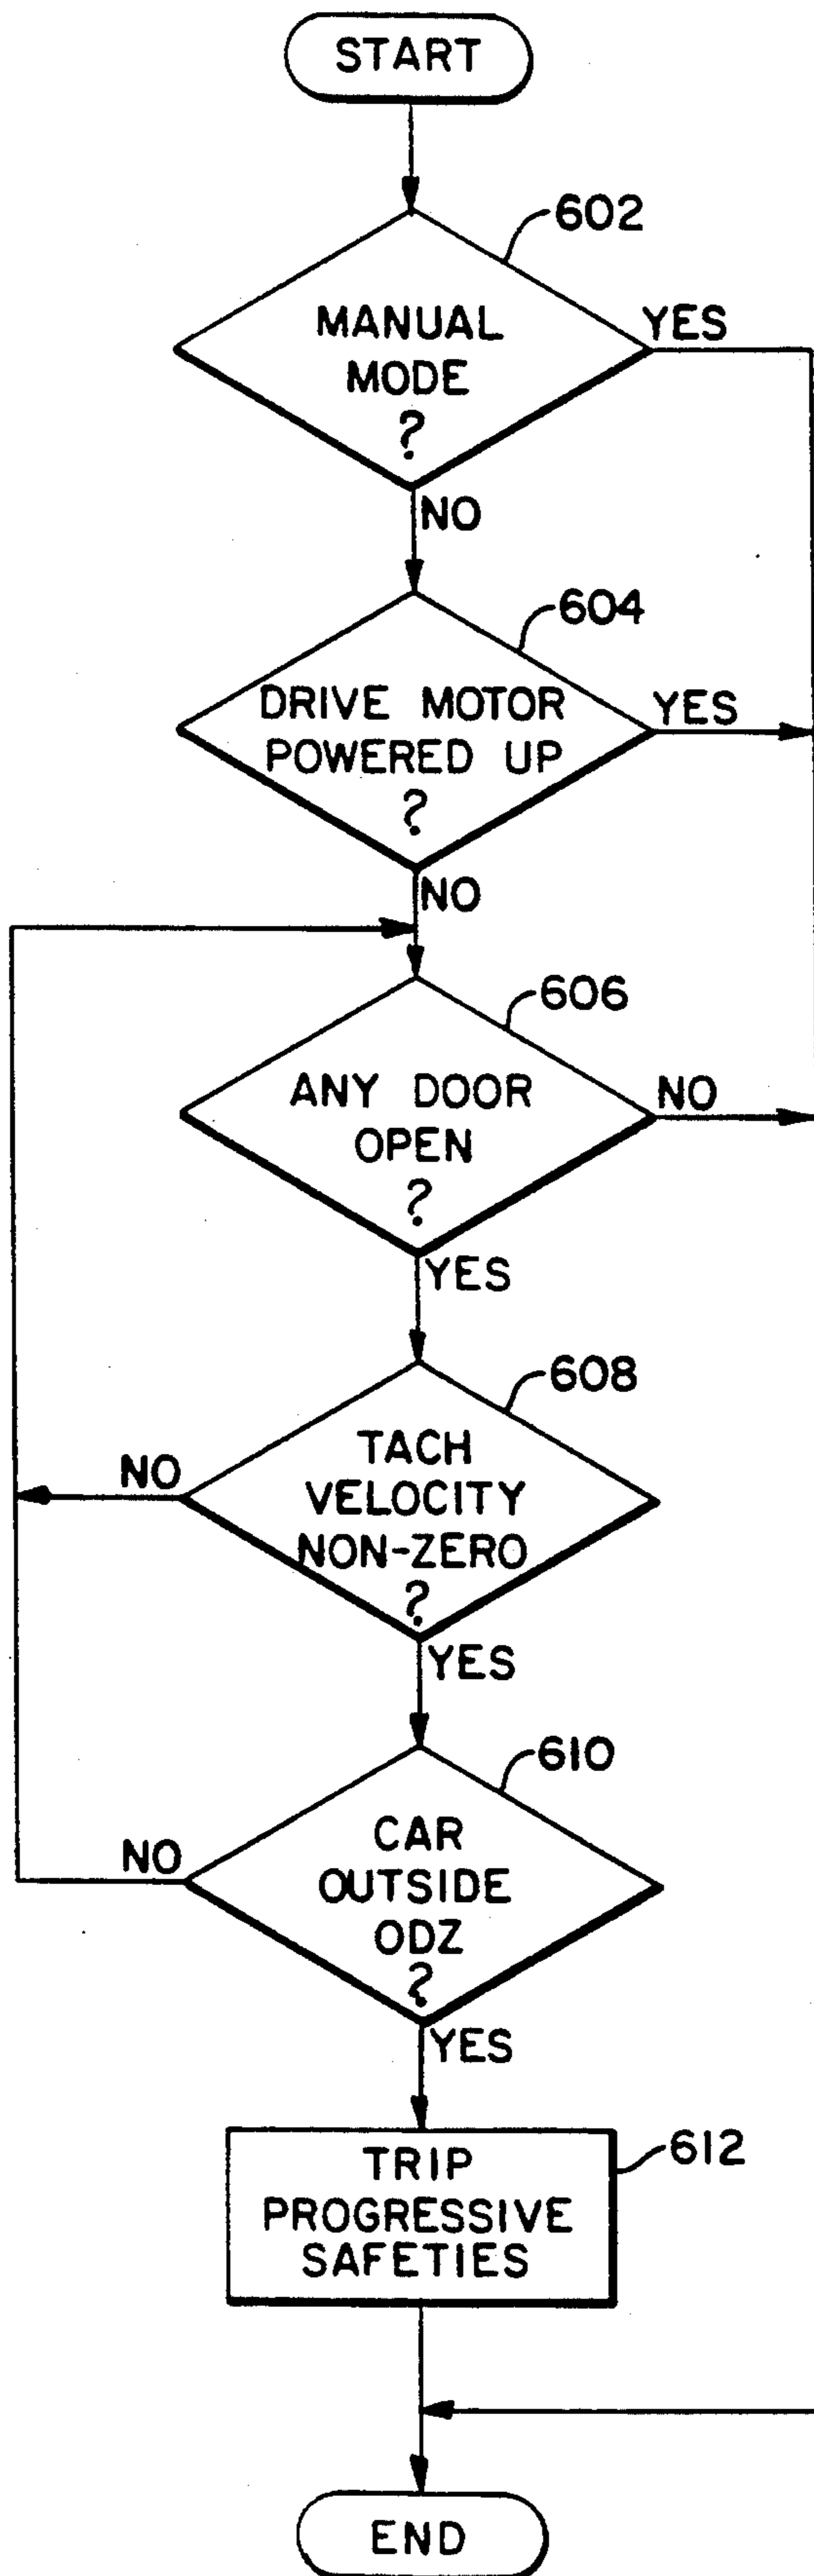 START
602
MANUAL
MODE
?
YES
NO
604
DRIVE MOTOR
POWERED UP
?
YES
NO
606
ANY DOOR
OPEN
?
NO
YES
608
TACH
VELOCITY
NON-ZERO
?
NO
YES
610
CAR
OUTSIDE
ODZ
?
NO
YES
612
TRIP
PROGRESSIVE
SAFETIES
END